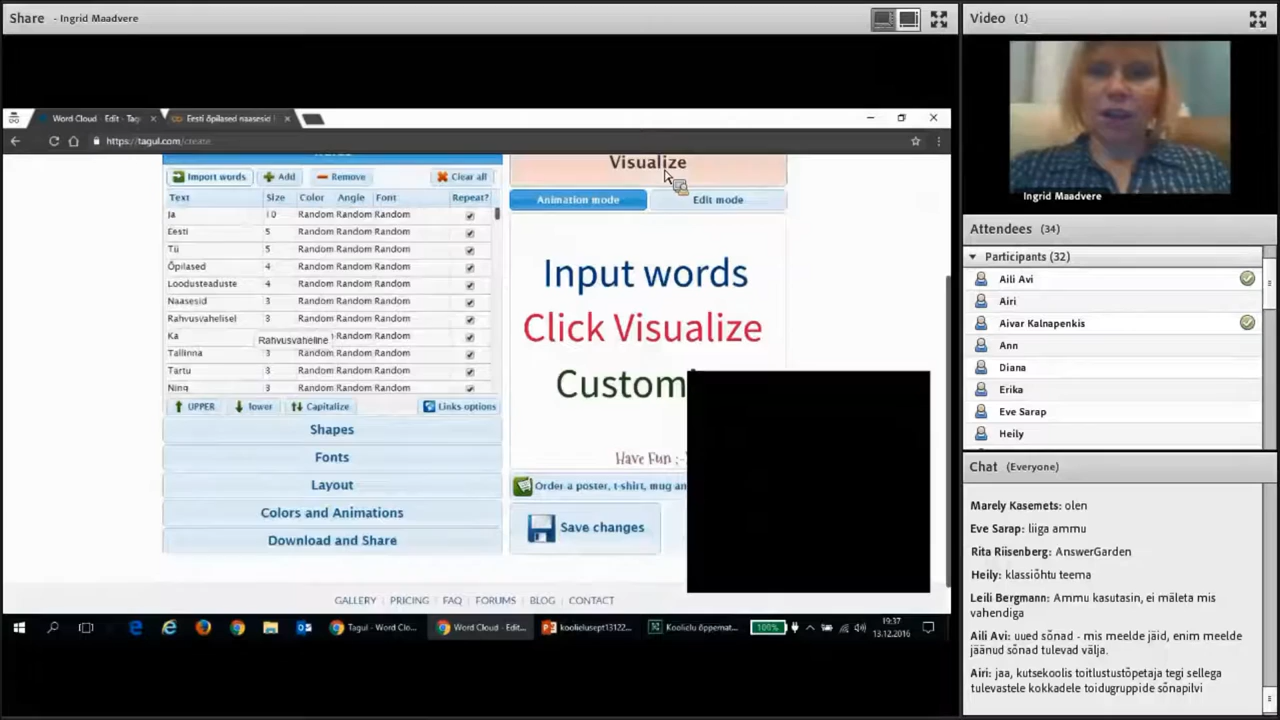 Share - Ingrid Maadvere
Word Cloud - Edit - Tag
Eesti õpilased naasesid
https://tagul.com/create
Import words
Add
Remove
Clear all
Text Size Color Angle Font Repeat?
Ja 10 Random Random Random
Eesti 5 Random Random Random
Tü 5 Random Random Random
Õpilased 4 Random Random Random
Loodusteaduste 4 Random Random Random
Naasesid 3 Random Random Random
Rahvusvahelisel 3 Random Random Random
Ka Random Random
Rahvusvaheline
Tallinna 3 Random Random Random
Tartu 3 Random Random Random
Ning 3 Random Random Random
UPPER lower Capitalize Links options
Shapes
Fonts
Layout
Colors and Animations
Download and Share
Visualize
Animation mode Edit mode
Input words
Click Visualize
Custom
Have Fun ;-
Order a poster, t-shirt, mug an
Save changes
GALLERY PRICING FAQ FORUMS BLOG CONTACT
Tagul - Word Clo...
Word Cloud - Edit...
koolielusept13122...
Koolielu õppemat...
100%
19:37
13.12.2016
Video (1)
Ingrid Maadvere
Attendees (34)
Participants (32)
Aili Avi
Airi
Aivar Kalnapenkis
Ann
Diana
Erika
Eve Sarap
Heily
Chat (Everyone)
Marely Kasemets: olen
Eve Sarap: liiga ammu
Rita Riisenberg: AnswerGarden
Heily: klassiõhtu teema
Leili Bergmann: Ammu kasutasin, ei mäleta mis
vahendiga
Aili Avi: uued sõnad - mis meelde jäid, enim meelde
jäänud sõnad tulevad välja.
Airi: jaa, kutsekoolis toitlustustõpetaja tegi sellega
tulevastele kokkadele toidugruppide sõnapilvi